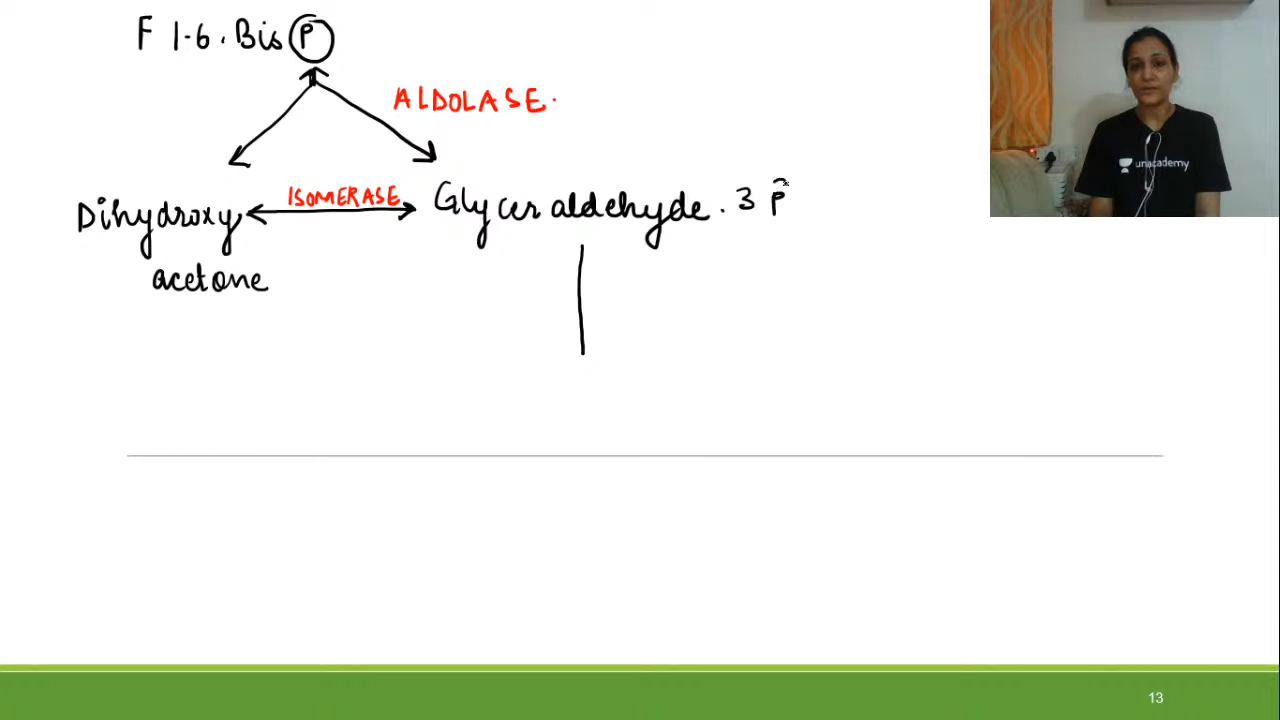 F 1-6. Bis P
ALDOLASE.
Dihydroxy ISOMERASE Glyceraldehyde. 3 P
acetone
unacademy
13